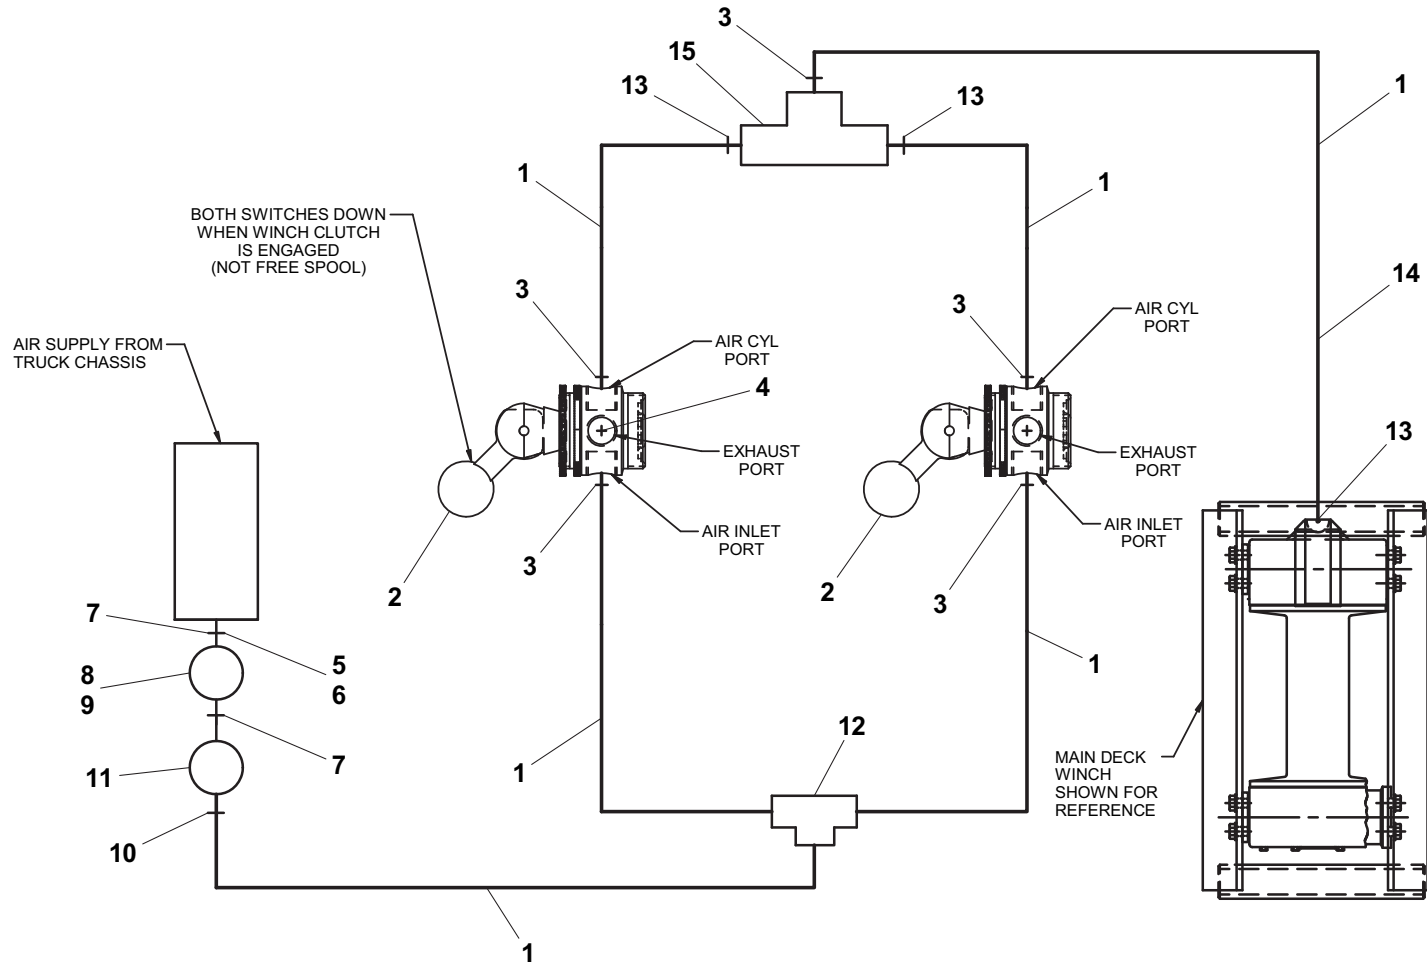 3
15
13
13
1
1
1
BOTH SWITCHES DOWN
WHEN WINCH CLUTCH
IS ENGAGED
(NOT FREE SPOOL)
14
3
3
AIR SUPPLY FROM
TRUCK CHASSIS
AIR CYL
PORT
AIR CYL
PORT
4
13
EXHAUST
PORT
EXHAUST
PORT
AIR INLET
PORT
AIR INLET
PORT
3
2
2
3
7
5
6
8
9
1
12
7
11
1
MAIN DECK
WINCH
SHOWN FOR
REFERENCE
10
1